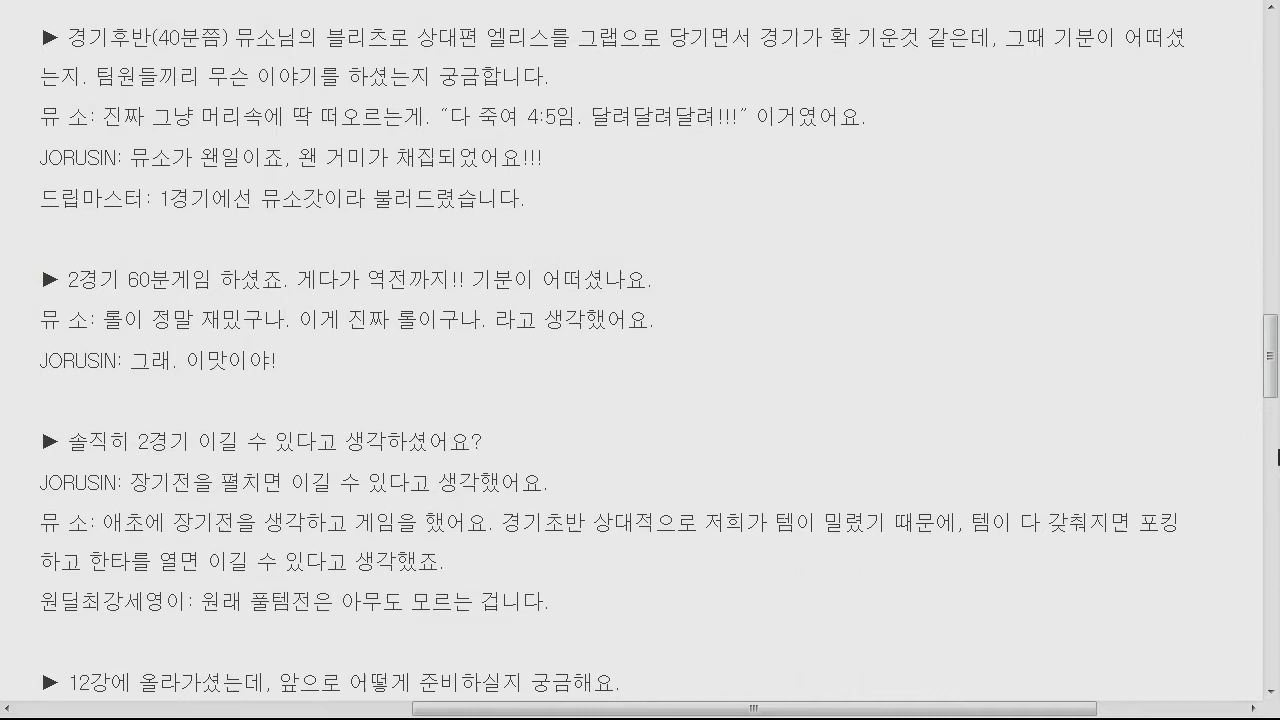 ► 경기후반(40분쯤) 뮤소님의 블리츠로 상대편 엘리스를 그랩으로 당기면서 경기가 확 기운것 같은데, 그때 기분이 어떠셨
는지. 팀원들끼리 무슨 이야기를 하셨는지 궁금합니다.
뮤 소: 진짜 그냥 머리속에 딱 떠오르는게. “다 죽여 4:5임. 달려달려달려!!!” 이거였어요.
JORUSIN: 뮤소가 왠일이죠, 왠 거미가 채집되었어요!!!
드립마스터: 1경기에선 뮤소갓이라 불러드렸습니다.
► 2경기 60분게임 하셨죠. 게다가 역전까지!! 기분이 어떠셨나요.
뮤 소: 롤이 정말 재밌구나. 이게 진짜 롤이구나. 라고 생각했어요.
JORUSIN: 그래. 이맛이야!
► 솔직히 2경기 이길 수 있다고 생각하셨어요?
JORUSIN: 장기전을 펼치면 이길 수 있다고 생각했어요.
뮤 소: 애초에 장기전을 생각하고 게임을 했어요. 경기초반 상대적으로 저희가 템이 밀렸기 때문에, 템이 다 갖춰지면 포킹
하고 한타를 열면 이길 수 있다고 생각했죠.
원딜최강세영이: 원래 풀템전은 아무도 모르는 겁니다.
► 12강에 올라가셨는데, 앞으로 어떻게 준비하실지 궁금해요.